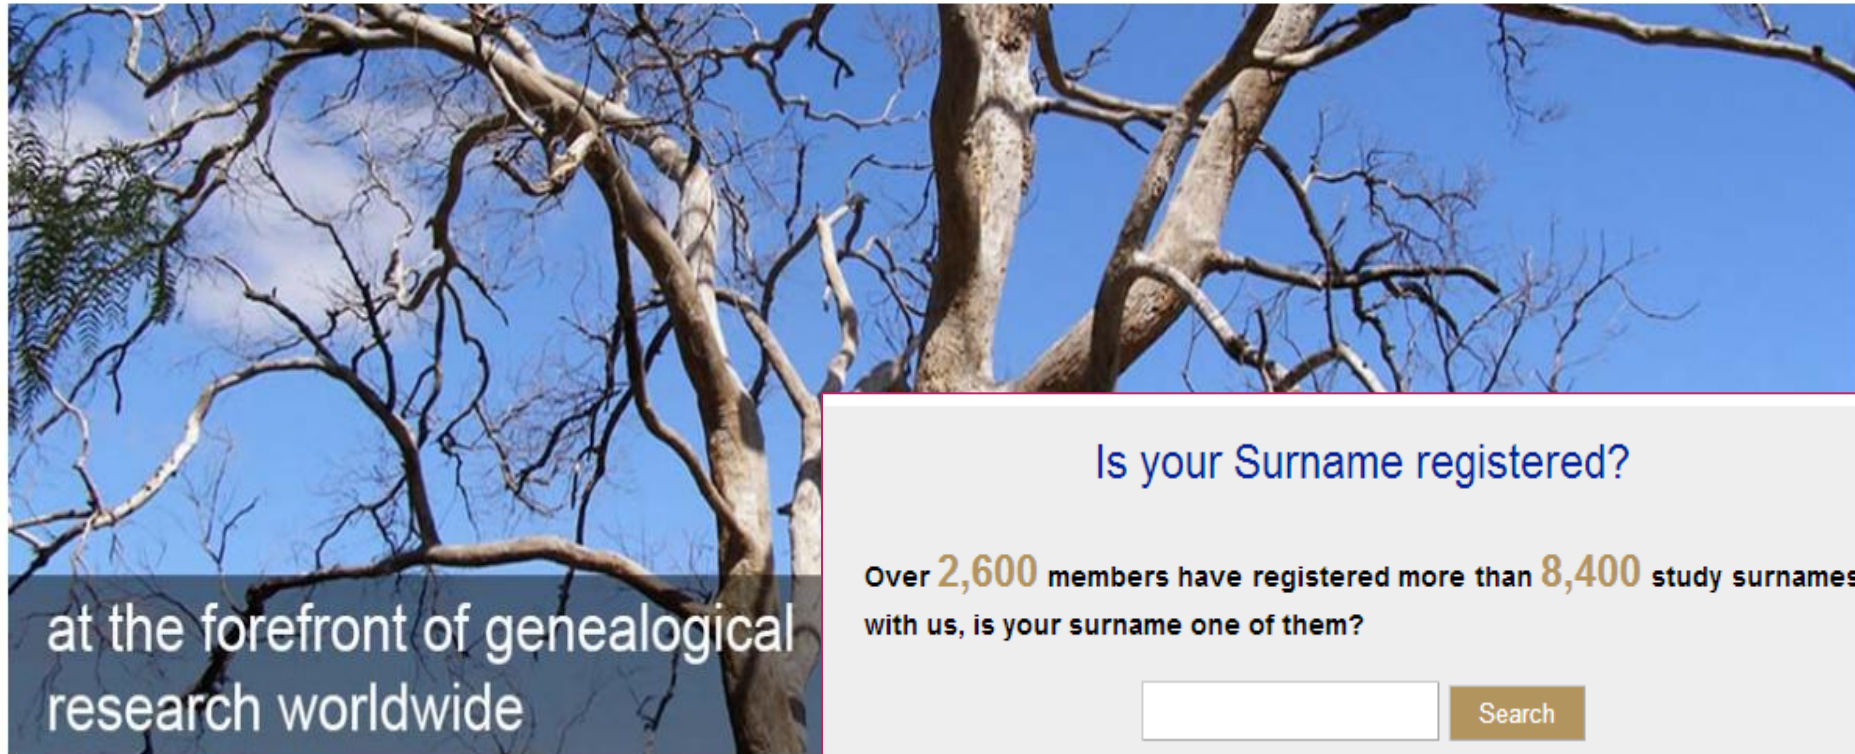 at the forefront of genealogical
research worldwide
Is your Surname registered?
Over 2,600 members have registered more than 8,400 study surnames
with us, is your surname one of them?
Search